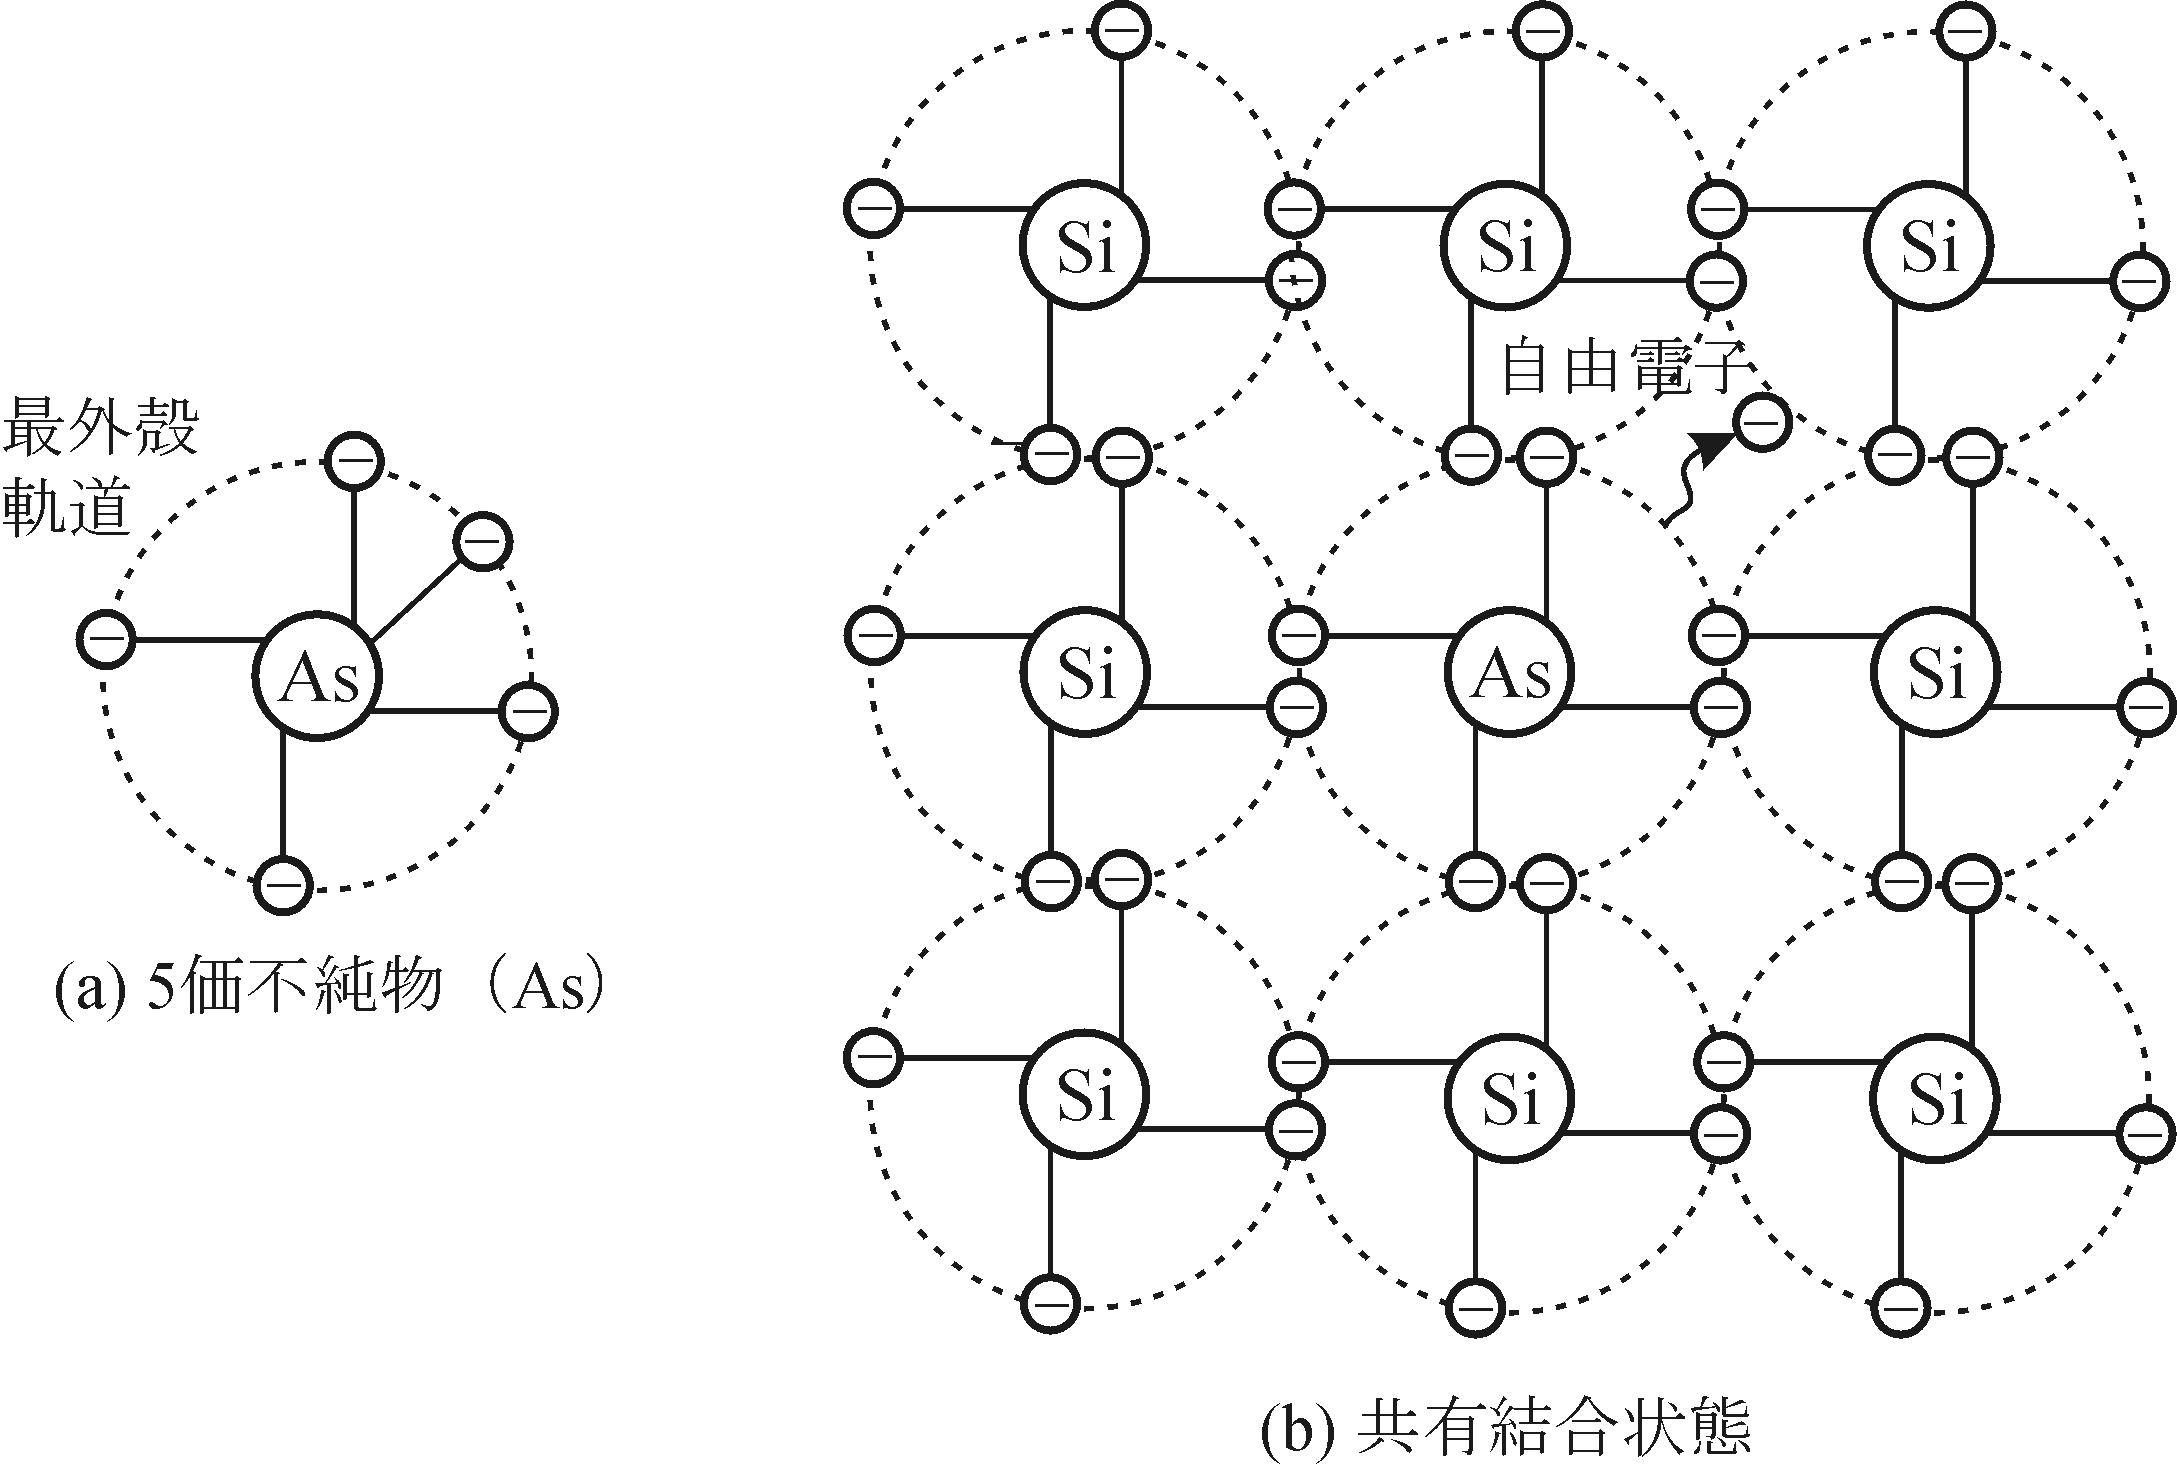 最外殻
軌道
As
(a) 5価不純物（As）
Si Si Si
自由電子
Si As Si
Si Si Si
(b) 共有結合状態